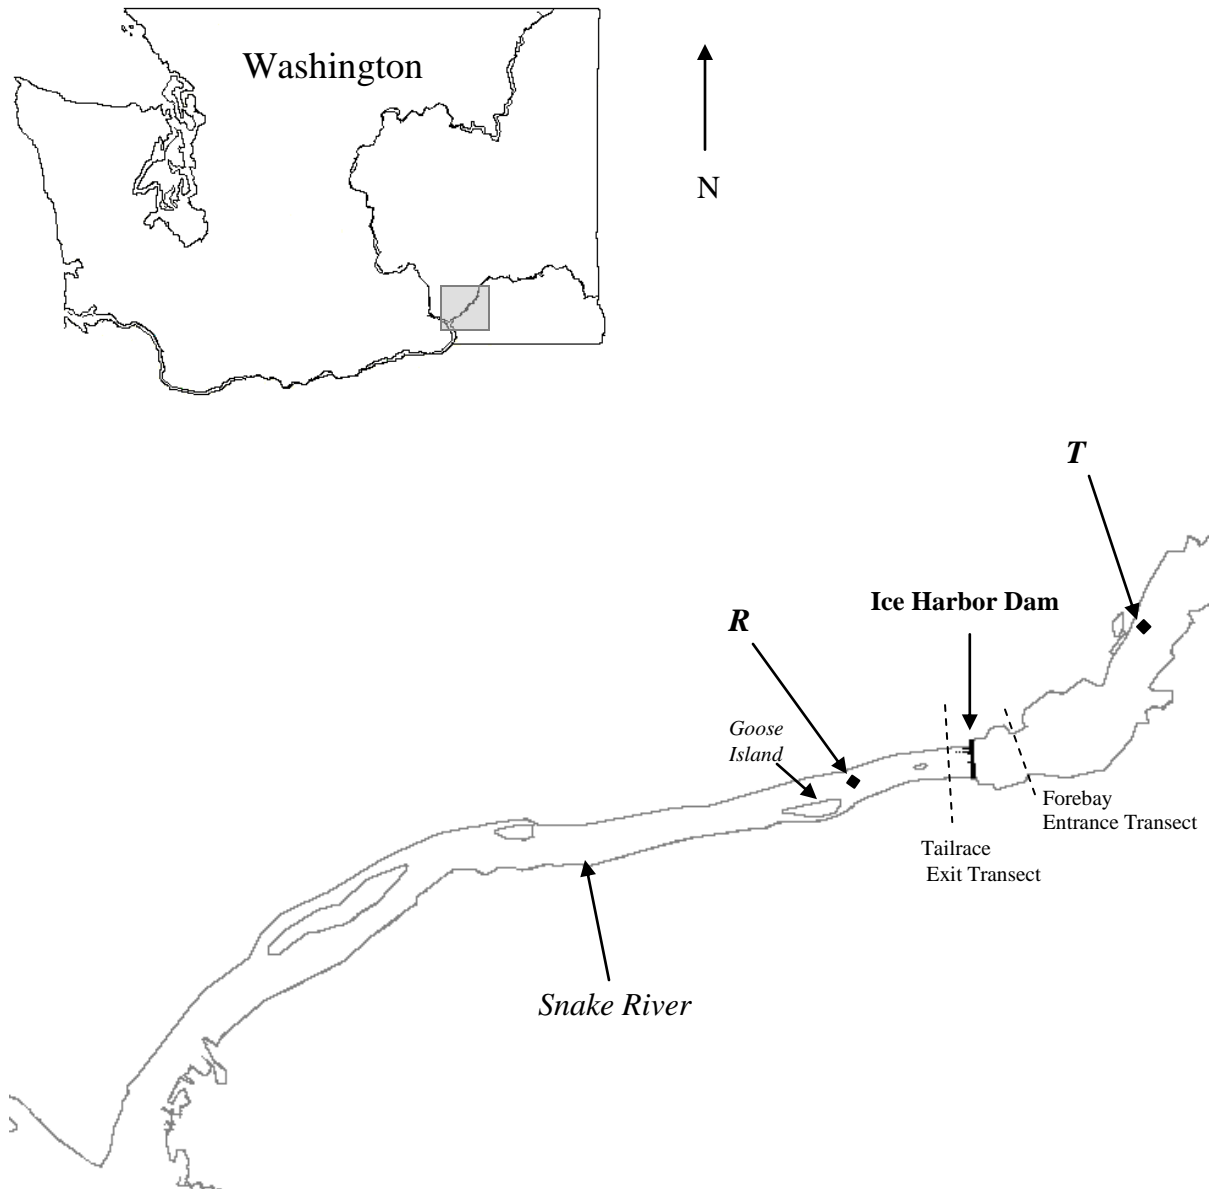 Washington
N
T
Ice Harbor Dam
R
Goose
Island
Forebay
Entrance Transect
Tailrace
Exit Transect
Snake River